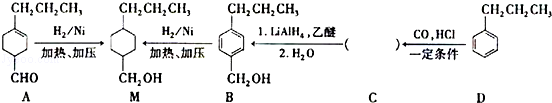 CH₂CH₂CH₃ CH₂CH₂CH₃ CH₂CH₂CH₃ CH₂CH₂CH₃
H₂/Ni H₂/Ni 1. LiAlH₄,乙醚 CO,HCl
加热、加压 加热、加压 2. H₂O ( ) 一定条件
CHO CH₂OH CH₂OH
A M B C D